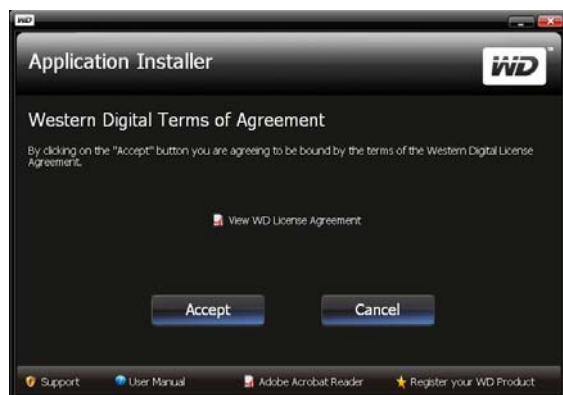 WD
Application Installer
WD
Western Digital Terms of Agreement
By clicking on the "Accept" button you are agreeing to be bound by the terms of the Western Digital License
Agreement.
View WD License Agreement
Accept Cancel
Support User Manual Adobe Acrobat Reader Register your WD Product